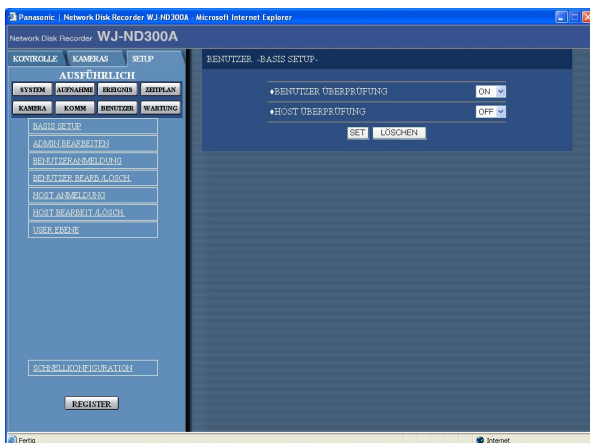 Panasonic | Network Disk Recorder WJ-ND300A - Microsoft Internet Explorer
Network Disk Recorder WJ-ND300A
KONTROLLE KAMERAS SETUP
AUSFÜHRLICH
SYSTEM AUFNAHME EREIGNIS ZEITPLAN
KAMERA KOMM BENUTZER WARTUNG
BASIS SETUP
ADMIN BEARBEITEN
BENUTZERANMELDUNG
BENUTZER BEARB./LÖSCH.
HOST ANMELDUNG
HOST BEARBEIT./LÖSCH.
USER EBENE
SCHNELLKONFIGURATION
REGISTER
BENUTZER -BASIS SETUP-
♦BENUTZER ÜBERPRÜFUNG ON
♦HOST ÜBERPRÜFUNG OFF
SET LÖSCHEN
Fertig Internet